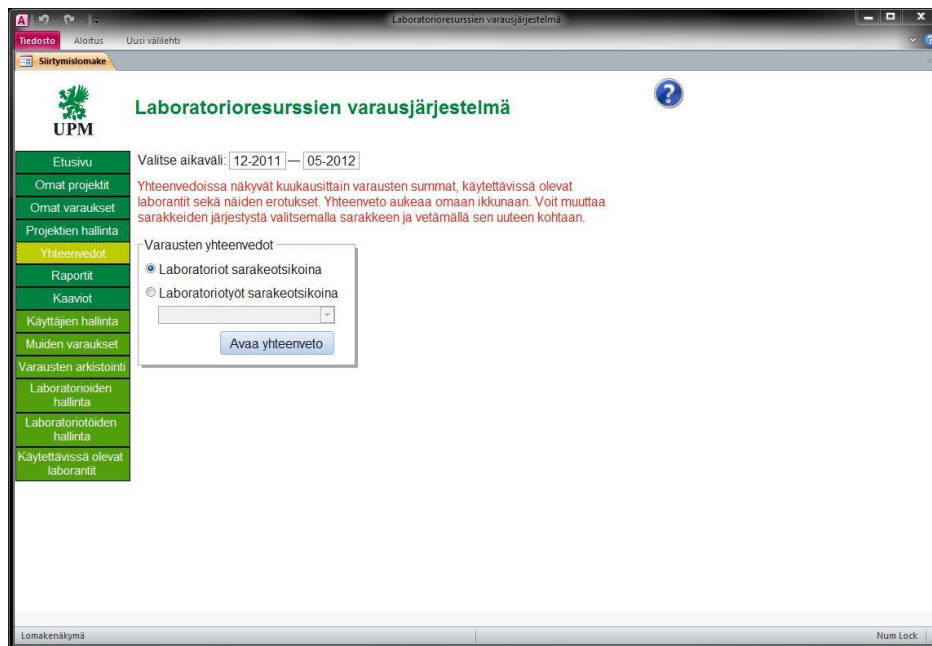 Laboratorioresurssien varausjärjestelmä
Tiedosto Aloitus Uusi välilehti
Siirtymislomake
UPM
Laboratorioresurssien varausjärjestelmä
Etusivu
Omat projektit
Omat varaukset
Projektien hallinta
Yhteenvedot
Raportit
Kaaviot
Käyttäjien hallinta
Muiden varaukset
Varausten arkistointi
Laboratorioiden
hallinta
Laboratoriotöiden
hallinta
Käytettävissä olevat
laborantit
Valitse aikaväli: 12-2011 — 05-2012
Yhteenvedoissa näkyvät kuukausittain varausten summat, käytettävissä olevat
laborantit sekä näiden erotukset. Yhteenveto aukeaa omaan ikkunaan. Voit muuttaa
sarakkeiden järjestystä valitsemalla sarakkeen ja vetämällä sen uuteen kohtaan.
Varausten yhteenvedot
Laboratoriot sarakeotsikoina
Laboratoriotyöt sarakeotsikoina
Avaa yhteenveto
Lomakenäkymä Num Lock